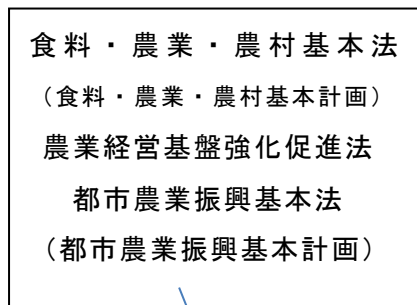 食料・農業・農村基本法
（食料・農業・農村基本計画）
農業経営基盤強化促進法
都市農業振興基本法
（都市農業振興基本計画）